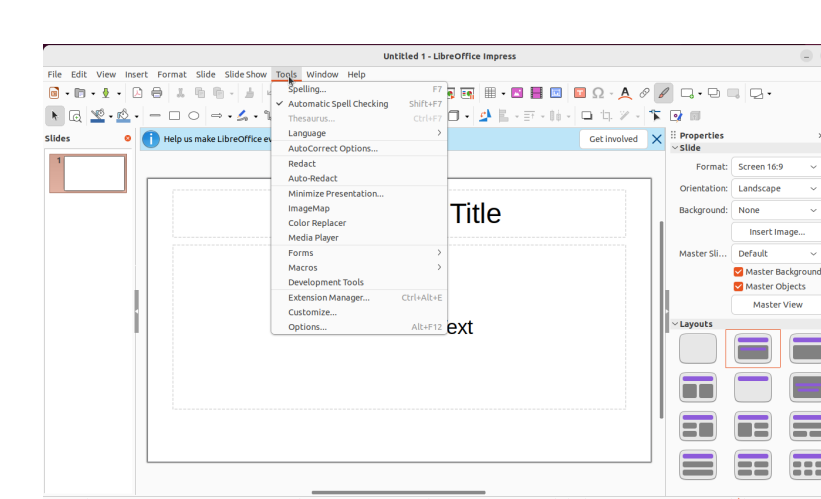 Untitled 1 - LibreOffice Impress
File Edit View Insert Format Slide Slide Show Tools Window Help
Spelling... F7
Automatic Spell Checking Shift+F7
Thesaurus... Ctrl+F7
Language
AutoCorrect Options...
Redact
Auto-Redact
Minimize Presentation...
ImageMap
Color Replacer
Media Player
Forms
Macros
Development Tools
Extension Manager... Ctrl+Alt+E
Customize...
Options... Alt+F12
Slides
1
Help us make LibreOffice
Get involved
Title
Properties
Slide
Format: Screen 16:9
Orientation: Landscape
Background: None
Insert Image...
Master Sli... Default
Master Background
Master Objects
Master View
Layouts